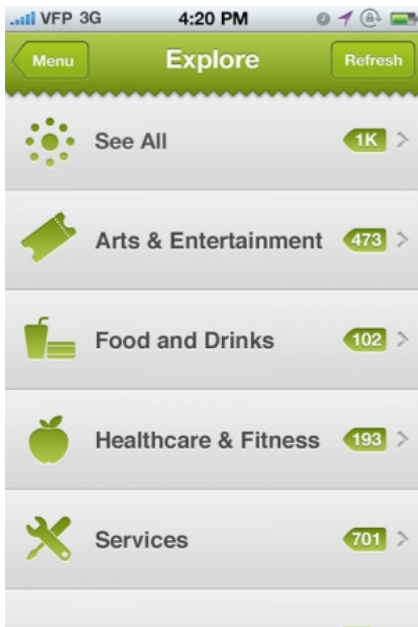 VFP 3G 4:20 PM
Menu Explore Refresh
See All 1K
Arts & Entertainment 473
Food and Drinks 102
Healthcare & Fitness 193
Services 701